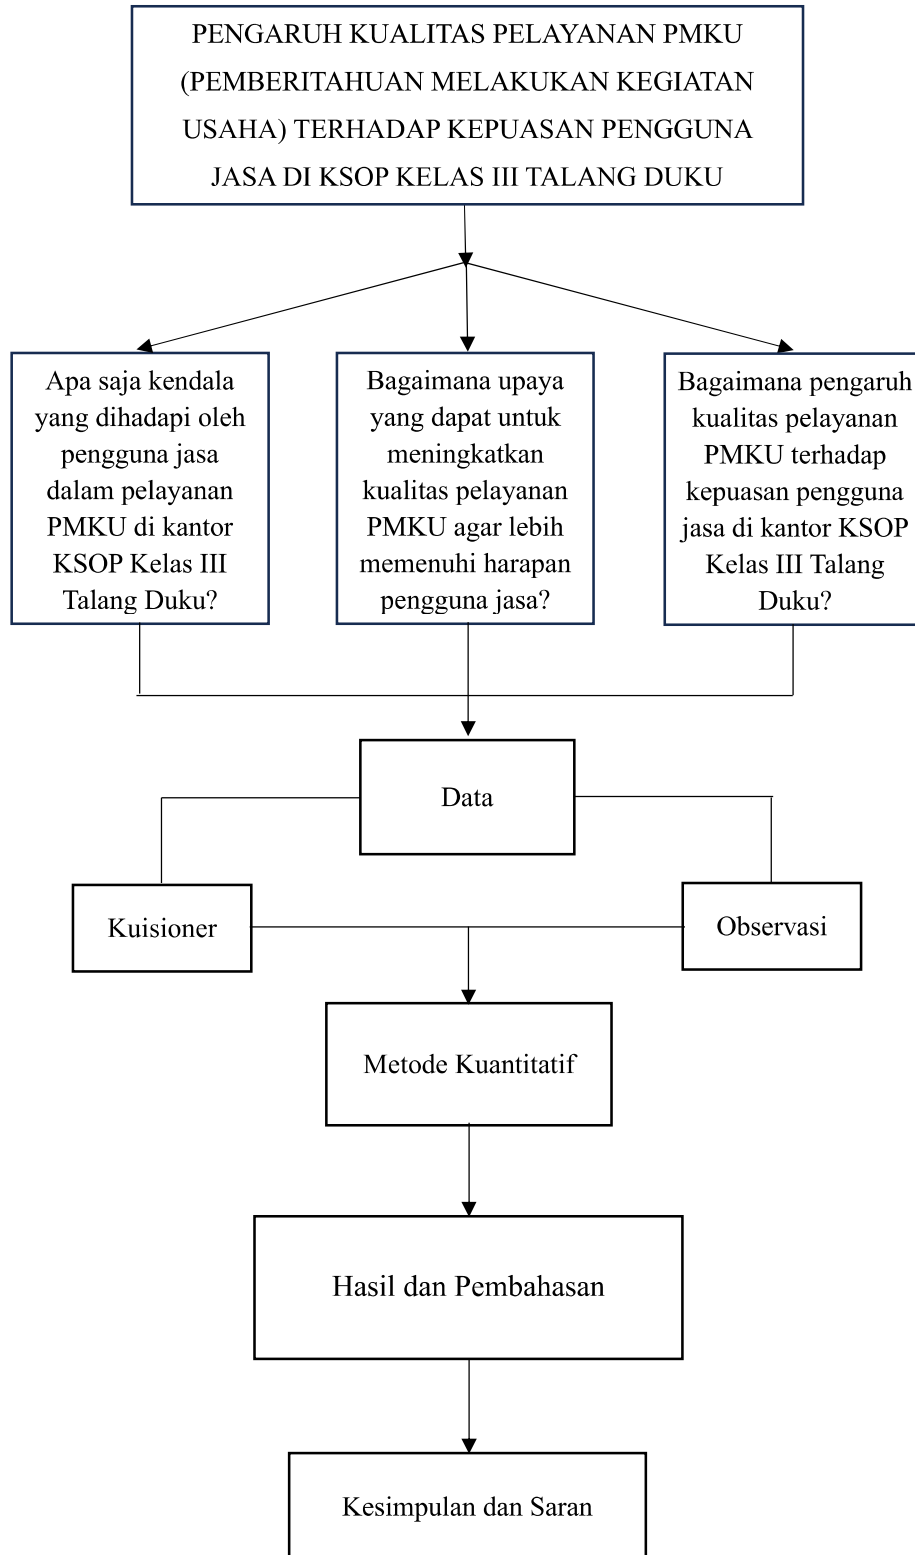 PENGARUH KUALITAS PELAYANAN PMKU
(PEMBERITAHUAN MELAKUKAN KEGIATAN
USAHA) TERHADAP KEPUASAN PENGGUNA
JASA DI KSOP KELAS III TALANG DUKU
Apa saja kendala
yang dihadapi oleh
pengguna jasa
dalam pelayanan
PMKU di kantor
KSOP Kelas III
Talang Duku?
Bagaimana upaya
yang dapat untuk
meningkatkan
kualitas pelayanan
PMKU agar lebih
memenuhi harapan
pengguna jasa?
Bagaimana pengaruh
kualitas pelayanan
PMKU terhadap
kepuasan pengguna
jasa di kantor KSOP
Kelas III Talang
Duku?
Data
Kuisioner
Observasi
Metode Kuantitatif
Hasil dan Pembahasan
Kesimpulan dan Saran